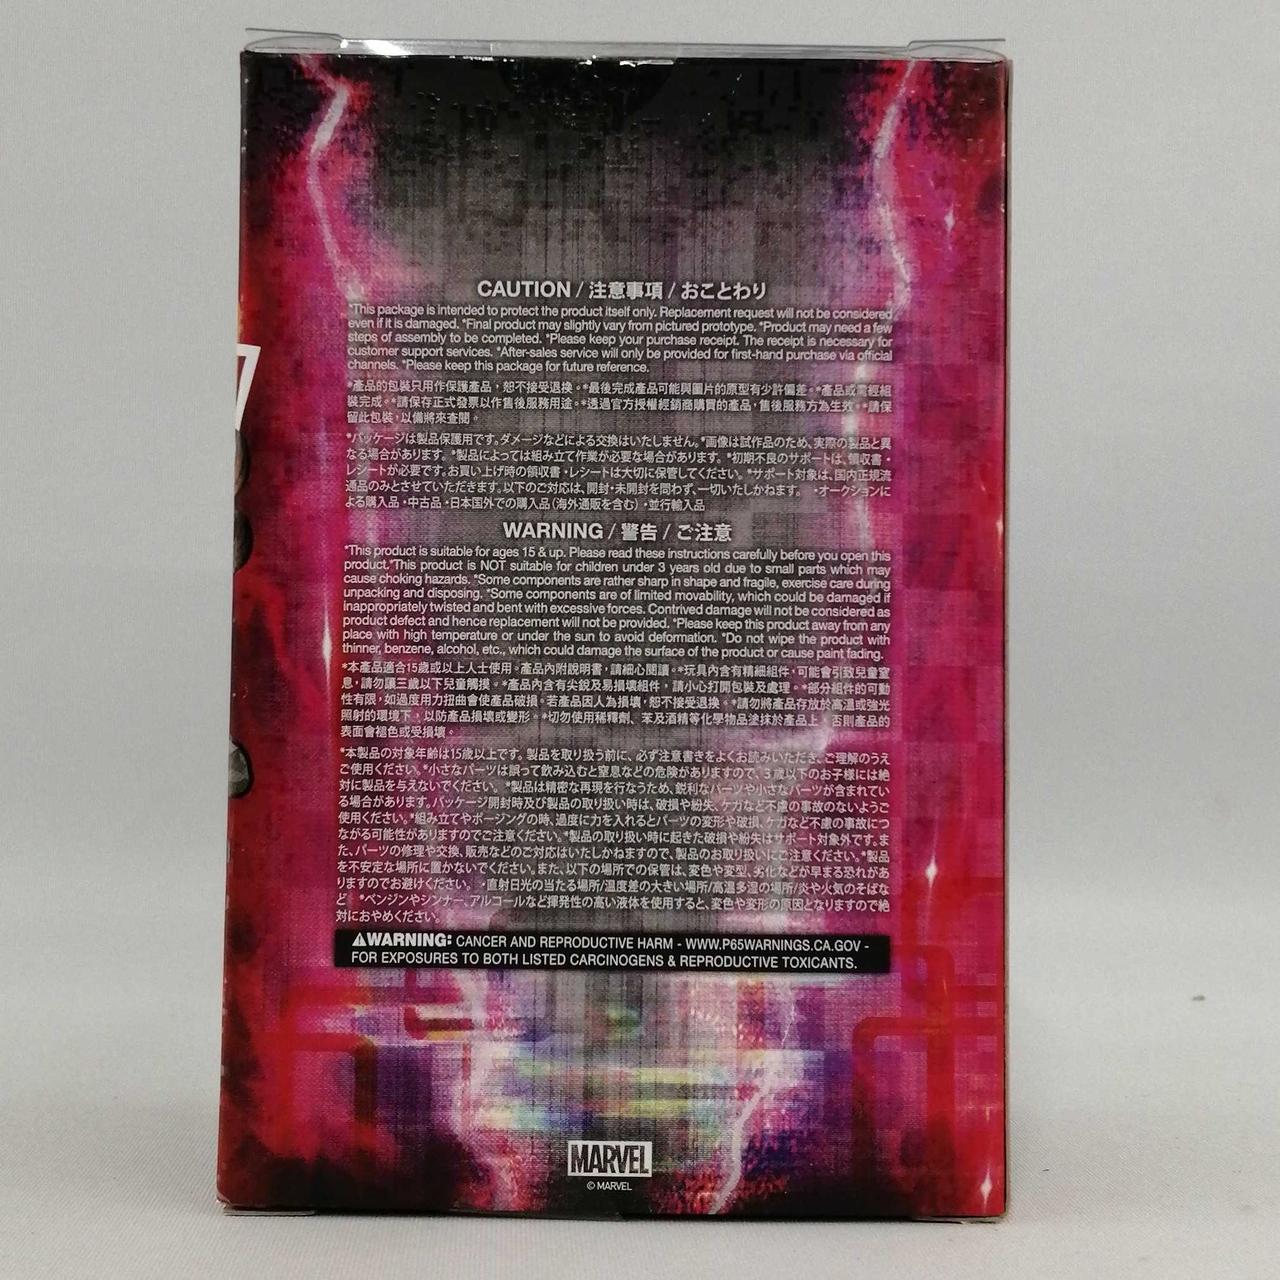 CAUTION / 注意事項 / おことわり
*This package is intended to protect the product itself only. Replacement request will not be considered
even if it is damaged. *Final product may slightly vary from pictured prototype. *Product may need a few
steps of assembly to be completed. *Please keep your purchase receipt. The receipt is necessary for
customer support services. *After-sales service will only be provided for first-hand purchase via official
channels. *Please keep this package for future reference.
*產品的包裝只用作保護產品，恕不接受退換。*最後完成產品可能與圖片的原型有少許偏差。*產品或需經組
裝完成。*請保存正式發票以作售後服務用途。*透過官方授權經銷商購買的產品，售後服務方為生效。*請保
留此包裝，以備將來查閱。
*パッケージは製品保護用です。ダメージなどによる交換はいたしません。*画像は試作品のため、実際の製品と異
なる場合があります。*製品によっては組み立て作業が必要な場合があります。*初期不良のサポートは、領収書・
レシートが必要です。お買い上げ時の領収書・レシートは大切に保管してください。*サポート対象は、国内正規流
通品のみとさせていただきます。以下のご対応は、開封・未開封を問わず、一切いたしかねます。 ・オークションに
よる購入品・中古品・日本国外での購入品（海外通販を含む）・並行輸入品
WARNING / 警告 / ご注意
*This product is suitable for ages 15 & up. Please read these instructions carefully before you open this
product.*This product is NOT suitable for children under 3 years old due to small parts which may
cause choking hazards. *Some components are rather sharp in shape and fragile, exercise care during
unpacking and disposing. *Some components are of limited movability, which could be damaged if
inappropriately twisted and bent with excessive forces. Contrived damage will not be considered as
product defect and hence replacement will not be provided. *Please keep this product away from any
place with high temperature or under the sun to avoid deformation. *Do not wipe the product with
thinner, benzene, alcohol, etc., which could damage the surface of the product or cause paint fading.
*本產品適合15歲或以上人士使用。產品內附說明書，請細心閱讀。*玩具內含有精細組件，可能會引致兒童窒
息，請勿讓三歲以下兒童觸摸。*產品內含有尖銳及易損壞組件，請小心打開包裝及處理。*部分組件的可動
性有限，如過度用力扭曲會使產品破損。若產品因人為損壞，恕不接受退換。*請勿將產品存放於高溫或強光
照射的環境下，以防產品損壞或變形。*切勿使用稀釋劑、苯及酒精等化學物品塗抹於產品上，否則產品的
表面會褪色或受損壞。
*本製品の対象年齢は15歳以上です。製品を取り扱う前に、必ず注意書きをよくお読みいただき、ご理解のうえ
ご使用ください。*小さなパーツは誤って飲み込むと窒息などの危険がありますので、3歳以下のお子様には絶
対に製品を与えないでください。 *製品は精密な再現を行なうため、鋭利なパーツや小さなパーツが含まれてい
る場合があります。パッケージ開封時及び製品の取り扱い時は、破損や紛失、ケガなど不慮の事故のないようご
使用ください。*組み立てやポージングの時、過度に力を入れるとパーツの変形や破損、ケガなど不慮の事故につ
ながる可能性がありますのでご注意ください。*製品の取り扱い時に起きた破損や紛失はサポート対象外です。ま
た、パーツの修理や交換、販売などのご対応はいたしかねますので、製品のお取り扱いにご注意ください。*製品
を不安定な場所に置かないでください。また、以下の場所での保管は、変色や変型、劣化などが早まる恐れがあ
りますのでお避けください。 ・直射日光の当たる場所/温度差の大きい場所/高温多湿の場所/炎や火気のそばな
ど *ベンジンやシンナー、アルコールなど揮発性の高い液体を使用すると、変色や変形の原因となりますので絶
対におやめください。
⚠WARNING: CANCER AND REPRODUCTIVE HARM - WWW.P65WARNINGS.CA.GOV -
FOR EXPOSURES TO BOTH LISTED CARCINOGENS & REPRODUCTIVE TOXICANTS.
MARVEL
© MARVEL